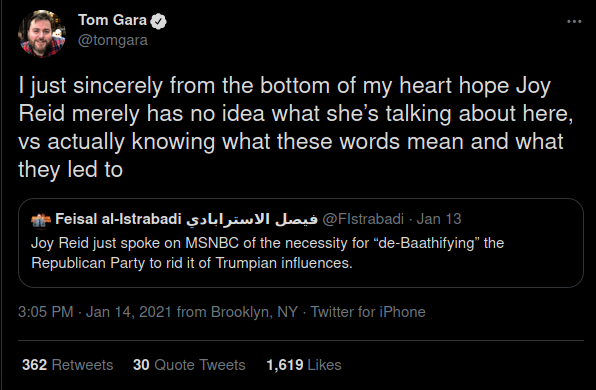 Tom Gara
@tomgara
I just sincerely from the bottom of my heart hope Joy
Reid merely has no idea what she’s talking about here,
vs actually knowing what these words mean and what
they led to
Feisal al-Istrabadi فيصل الاسترابادي @FIstrabadi · Jan 13
Joy Reid just spoke on MSNBC of the necessity for “de-Baathifying” the
Republican Party to rid it of Trumpian influences.
3:05 PM · Jan 14, 2021 from Brooklyn, NY · Twitter for iPhone
362 Retweets 30 Quote Tweets 1,619 Likes